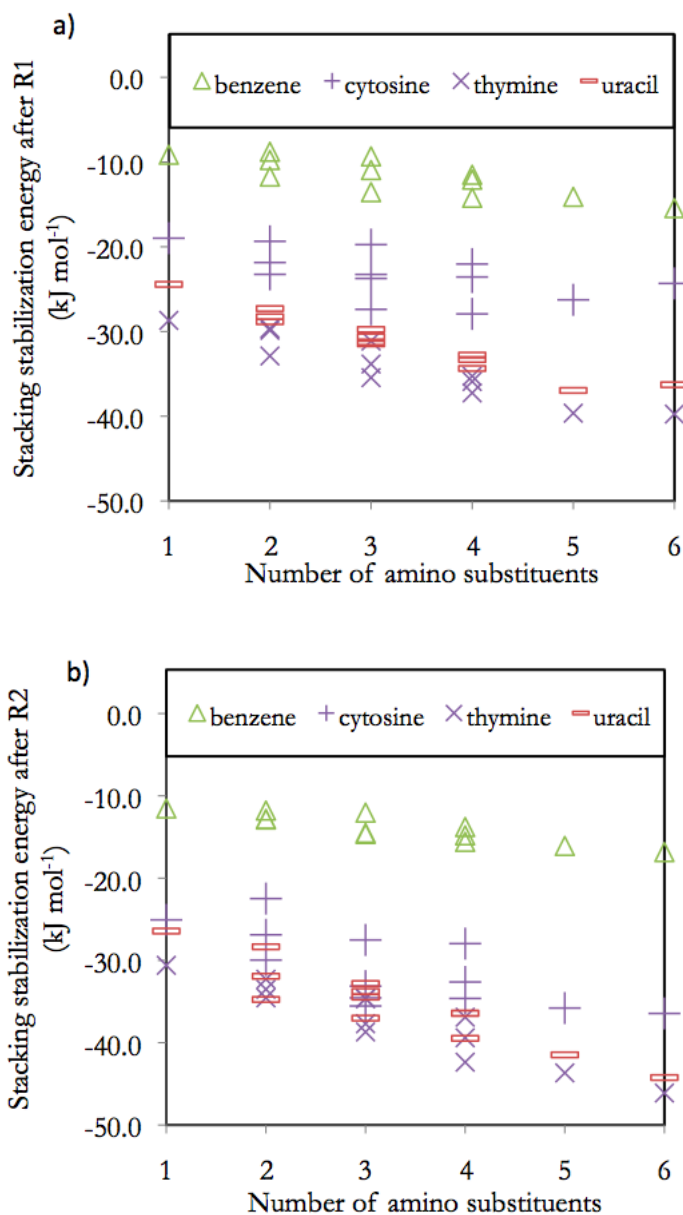 a)
0.0
benzene cytosine thymine uracil
-10.0
-20.0
-30.0
-40.0
-50.0
1 2 3 4 5 6
Number of amino substituents
Stacking stabilization energy after R1
(kJ mol⁻¹)
b)
0.0
benzene cytosine thymine uracil
-10.0
-20.0
-30.0
-40.0
-50.0
1 2 3 4 5 6
Number of amino substituents
Stacking stabilization energy after R2
(kJ mol⁻¹)